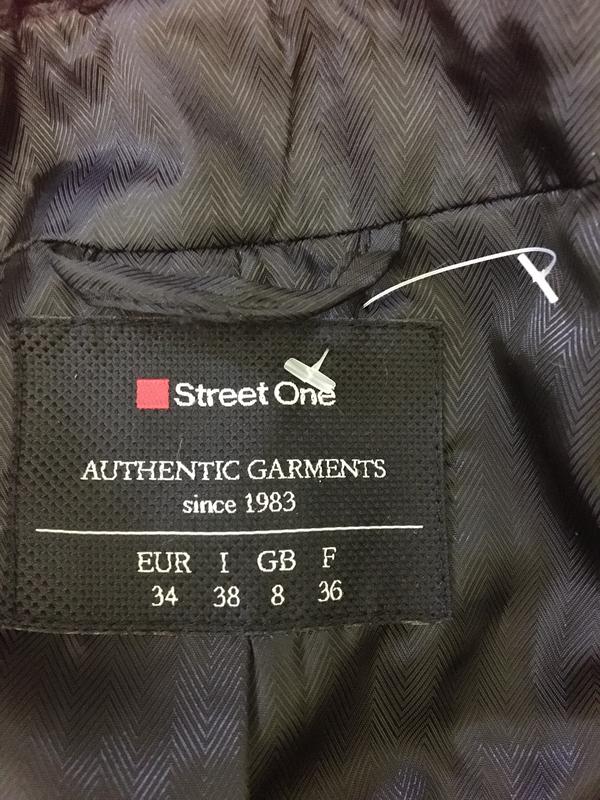 Street One
AUTHENTIC GARMENTS
since 1983
EUR I GB F
34 38 8 36